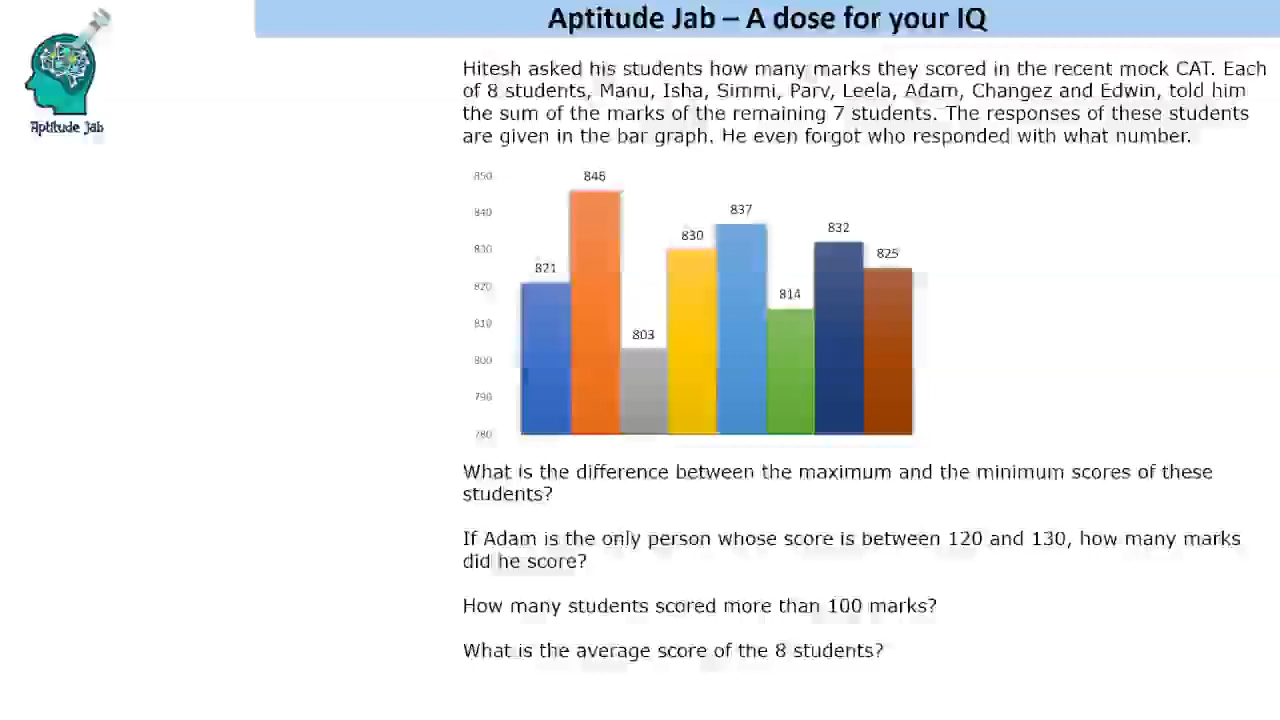 Aptitude Jab – A dose for your IQ
Aptitude Jab
Hitesh asked his students how many marks they scored in the recent mock CAT. Each
of 8 students, Manu, Isha, Simmi, Parv, Leela, Adam, Changez and Edwin, told him
the sum of the marks of the remaining 7 students. The responses of these students
are given in the bar graph. He even forgot who responded with what number.
850
840
830
820
810
800
790
780
821
846
803
830
837
814
832
825
What is the difference between the maximum and the minimum scores of these
students?
If Adam is the only person whose score is between 120 and 130, how many marks
did he score?
How many students scored more than 100 marks?
What is the average score of the 8 students?